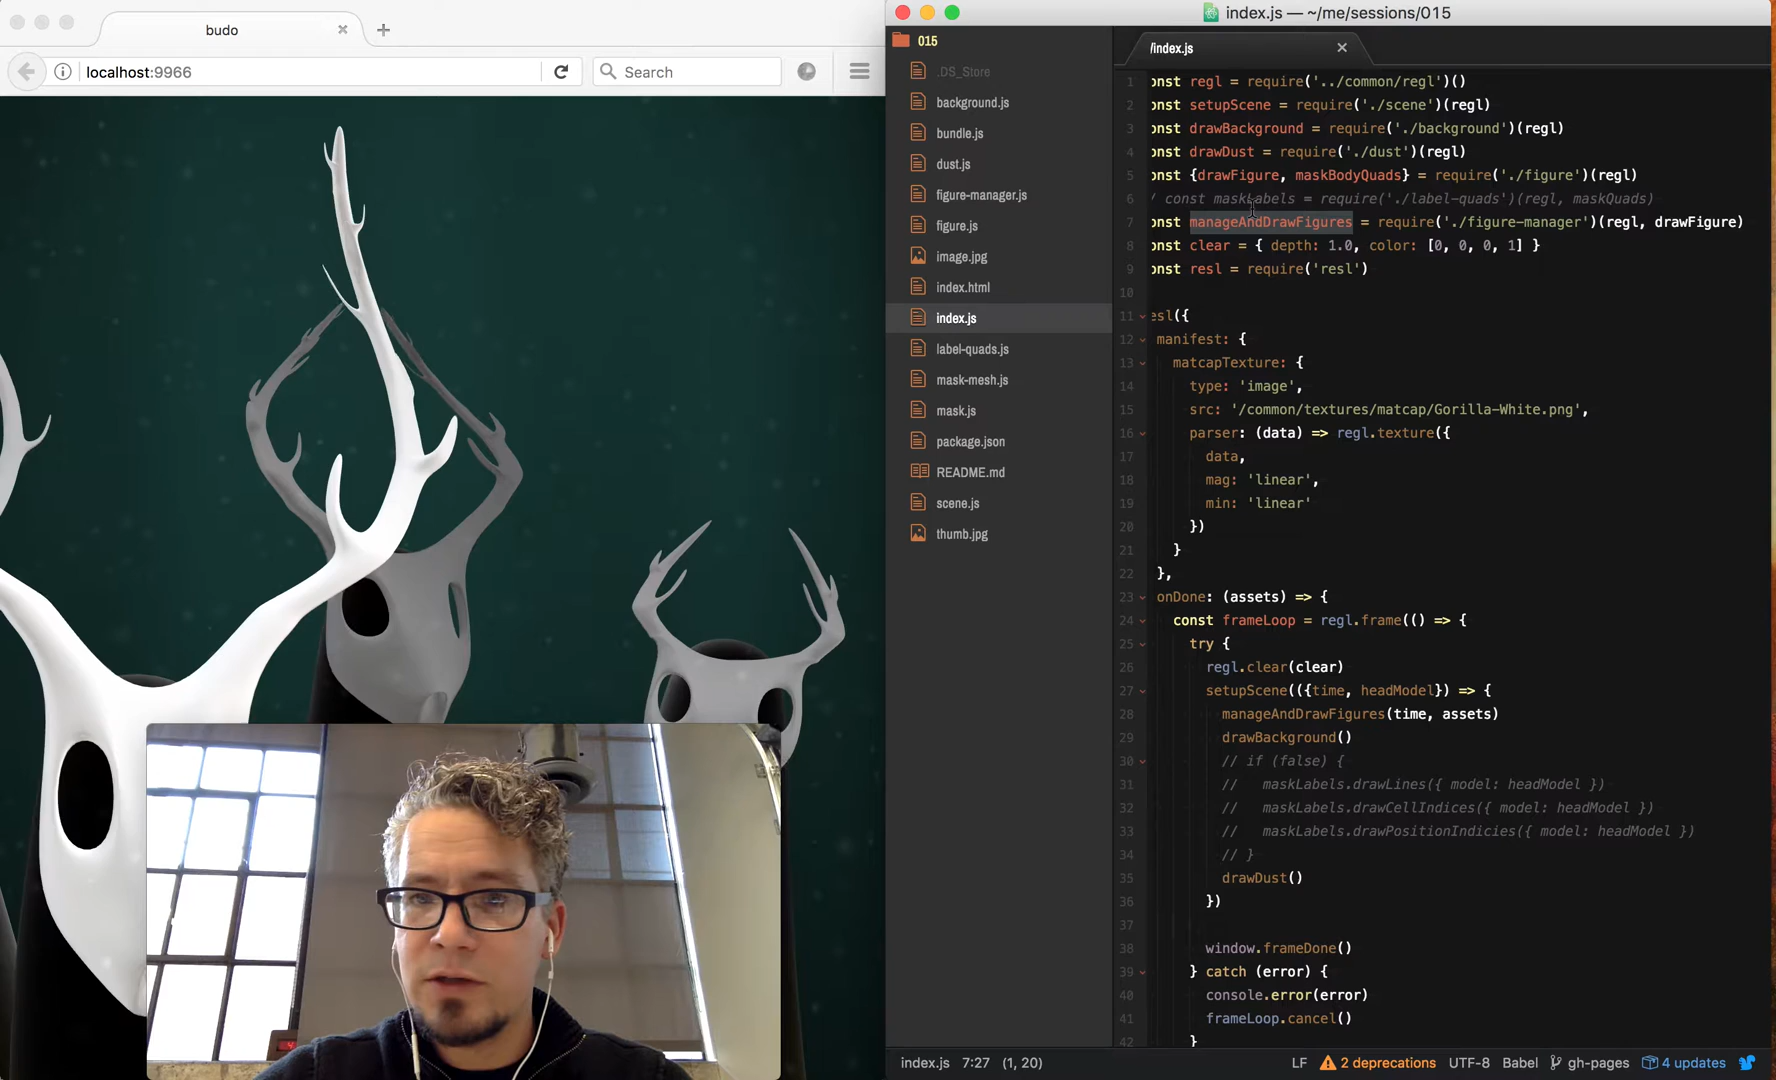 budo
localhost:9966
Search
index.js — ~/me/sessions/015
015
.DS_Store
background.js
bundle.js
dust.js
figure-manager.js
figure.js
image.jpg
index.html
index.js
label-quads.js
mask-mesh.js
mask.js
package.json
README.md
scene.js
thumb.jpg
/index.js
1 onst regl = require('../common/regl')()
2 onst setupScene = require('./scene')(regl)
3 onst drawBackground = require('./background')(regl)
4 onst drawDust = require('./dust')(regl)
5 onst {drawFigure, maskBodyQuads} = require('./figure')(regl)
6 / const maskLabels = require('./label-quads')(regl, maskQuads)
7 onst manageAndDrawFigures = require('./figure-manager')(regl, drawFigure)
8 onst clear = { depth: 1.0, color: [0, 0, 0, 1] }
9 onst resl = require('resl')
10
11 esl({
12 manifest: {
13 matcapTexture: {
14 type: 'image',
15 src: '/common/textures/matcap/Gorilla-White.png',
16 parser: (data) => regl.texture({
17 data,
18 mag: 'linear',
19 min: 'linear'
20 })
21 }
22 },
23 onDone: (assets) => {
24 const frameLoop = regl.frame(() => {
25 try {
26 regl.clear(clear)
27 setupScene(({time, headModel}) => {
28 manageAndDrawFigures(time, assets)
29 drawBackground()
30 // if (false) {
31 //   maskLabels.drawLines({ model: headModel })
32 //   maskLabels.drawCellIndices({ model: headModel })
33 //   maskLabels.drawPositionIndicies({ model: headModel })
34 // }
35 drawDust()
36 })
37
38 window.frameDone()
39 } catch (error) {
40 console.error(error)
41 frameLoop.cancel()
42 }
index.js 7:27 (1, 20) LF 2 deprecations UTF-8 Babel gh-pages 4 updates